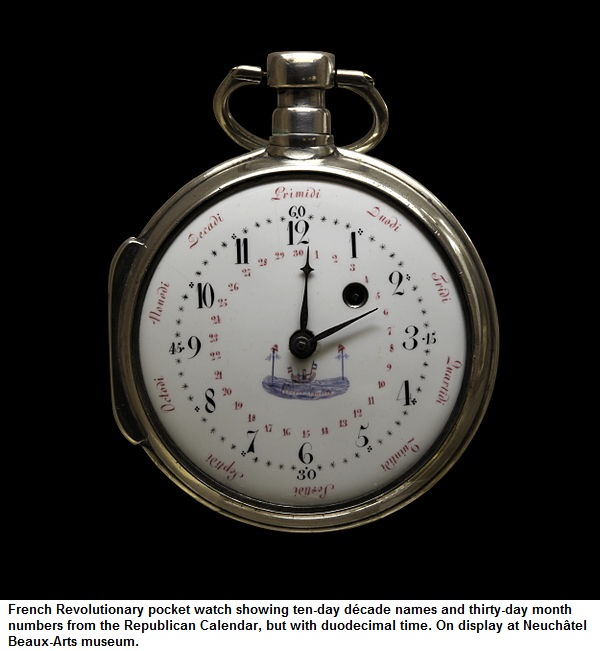 Primidi
Duodi
Tridi
Quartidi
Quintidi
Sextidi
Septidi
Octodi
Nonodi
Decadi
60
15
30
45
12
1
2
3
4
5
6
7
8
9
10
11
30 1 2 3 4 5 6 7 8 9 10 11 12 13 14 15 16 17 18 19 20 21 22 23 24 25 26 27 28 29
French Revolutionary pocket watch showing ten-day décade names and thirty-day month
numbers from the Republican Calendar, but with duodecimal time. On display at Neuchâtel
Beaux-Arts museum.